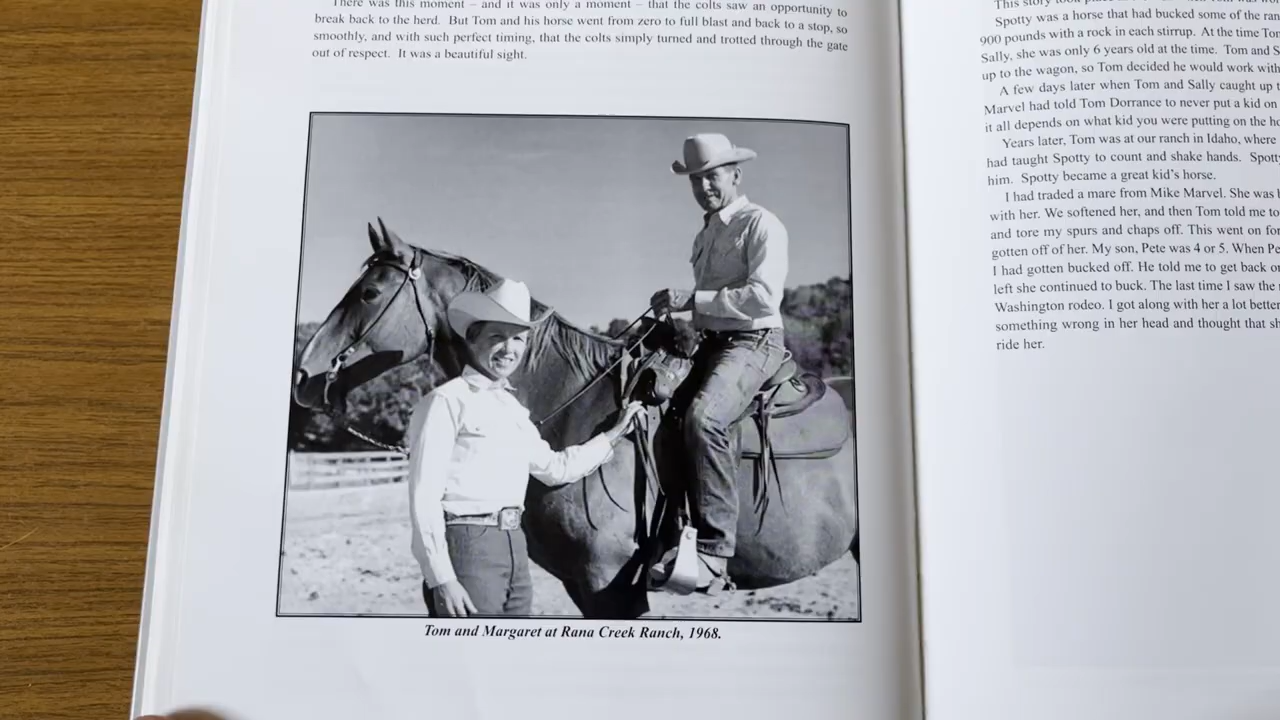 There was this moment – and it was only a moment – that the colts saw an opportunity to
break back to the herd. But Tom and his horse went from zero to full blast and back to a stop, so
smoothly, and with such perfect timing, that the colts simply turned and trotted through the gate
out of respect. It was a beautiful sight.
Tom and Margaret at Rana Creek Ranch, 1968.
This story took place
Spotty was a horse that had bucked some of the ran
900 pounds with a rock in each stirrup. At the time Tom
Sally, she was only 6 years old at the time. Tom and S
up to the wagon, so Tom decided he would work with
A few days later when Tom and Sally caught up t
Marvel had told Tom Dorrance to never put a kid on
it all depends on what kid you were putting on the ho
Years later, Tom was at our ranch in Idaho, where
had taught Spotty to count and shake hands. Spotty
him. Spotty became a great kid's horse.
I had traded a mare from Mike Marvel. She was b
with her. We softened her, and then Tom told me to
and tore my spurs and chaps off. This went on for
gotten off of her. My son, Pete was 4 or 5. When Pe
I had gotten bucked off. He told me to get back on
left she continued to buck. The last time I saw the
Washington rodeo. I got along with her a lot better
something wrong in her head and thought that sh
ride her.